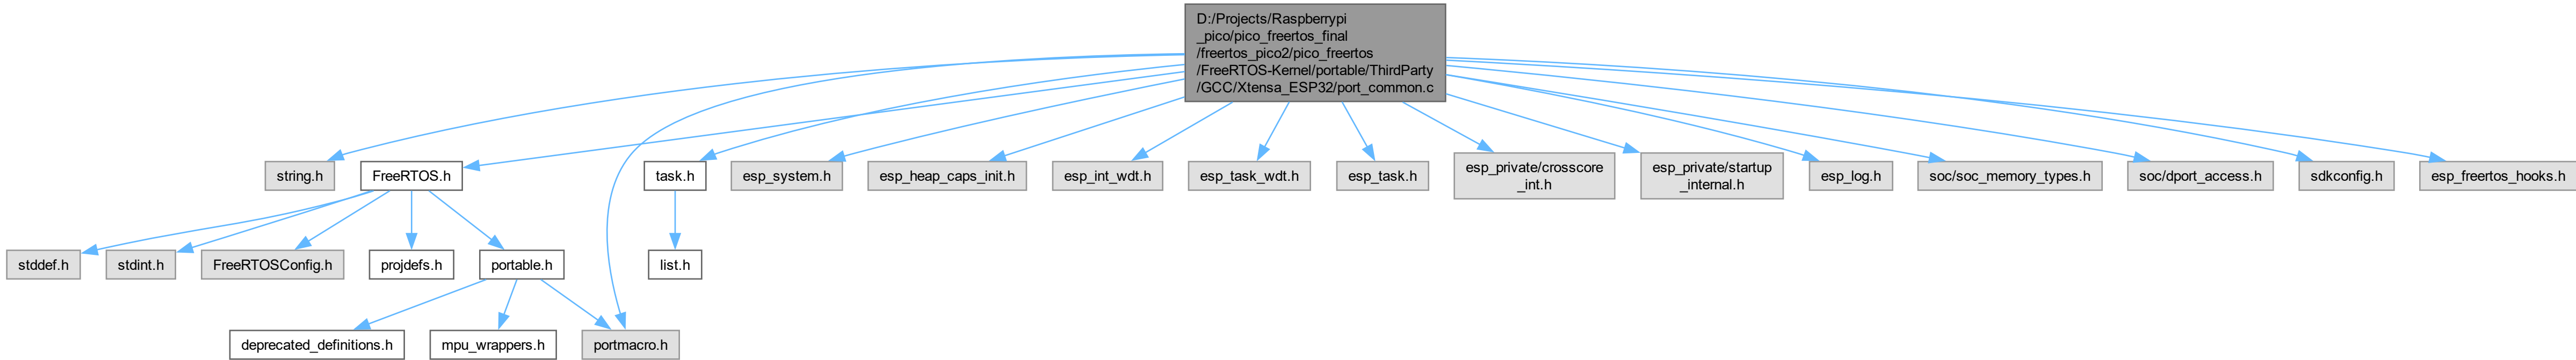 D:/Projects/Raspberrypi
_pico/pico_freertos_final
/freertos_pico2/pico_freertos
/FreeRTOS-Kernel/portable/ThirdParty
/GCC/Xtensa_ESP32/port_common.c
string.h
FreeRTOS.h
task.h
esp_system.h
esp_heap_caps_init.h
esp_int_wdt.h
esp_task_wdt.h
esp_task.h
esp_private/crosscore
_int.h
esp_private/startup
_internal.h
esp_log.h
soc/soc_memory_types.h
soc/dport_access.h
sdkconfig.h
esp_freertos_hooks.h
stddef.h
stdint.h
FreeRTOSConfig.h
projdefs.h
portable.h
list.h
deprecated_definitions.h
mpu_wrappers.h
portmacro.h